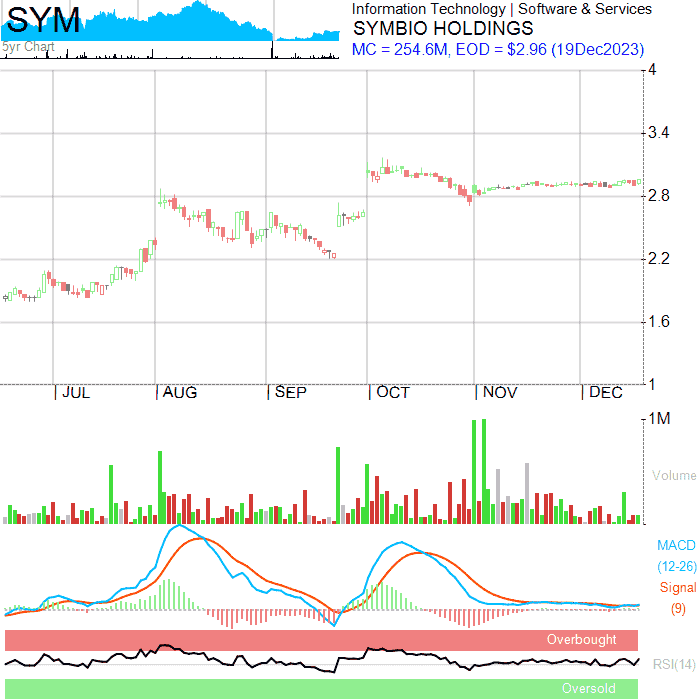 SYM
5yr Chart
Information Technology | Software & Services
SYMBIO HOLDINGS
MC = 254.6M, EOD = $2.96 (19Dec2023)
4
3.4
2.8
2.2
1.6
1
JUL AUG SEP OCT NOV DEC
1M
Volume
MACD
(12-26)
Signal
(9)
Overbought
RSI(14)
Oversold